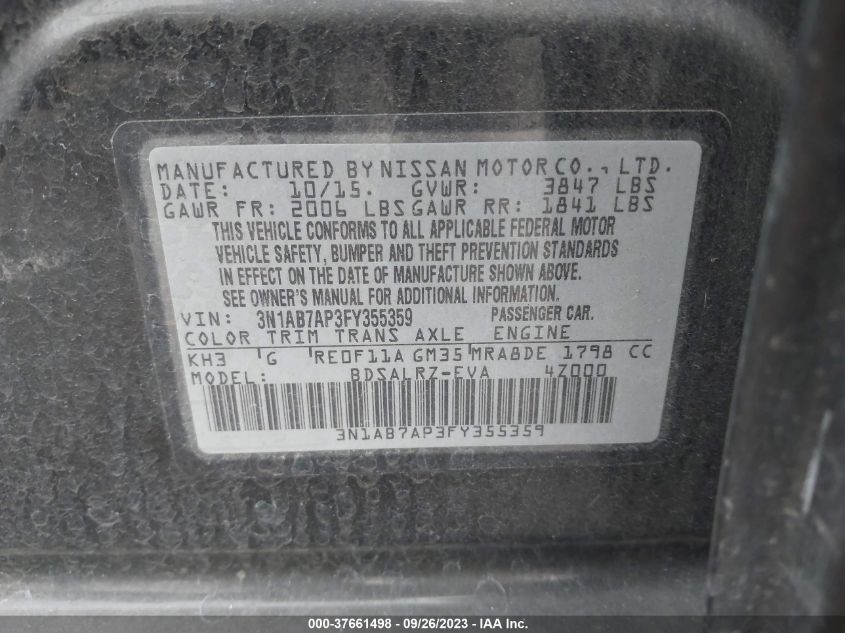 MANUFACTURED BY NISSAN MOTOR CO., LTD.
DATE: 10/15. GVWR: 3847 LBS
GAWR FR: 2006 LBS GAWR RR: 1841 LBS
THIS VEHICLE CONFORMS TO ALL APPLICABLE FEDERAL MOTOR
VEHICLE SAFETY, BUMPER AND THEFT PREVENTION STANDARDS
IN EFFECT ON THE DATE OF MANUFACTURE SHOWN ABOVE.
SEE OWNER'S MANUAL FOR ADDITIONAL INFORMATION.
VIN: 3N1AB7AP3FY355359 PASSENGER CAR.
COLOR TRIM TRANS AXLE ENGINE
KH3 G RE0F11A GM35 MRA8DE 1798 CC
MODEL: BDSALRZ-EVA 4Z000
3N1AB7AP3FY355359
000-37661498 - 09/26/2023 - © IAA, Inc.